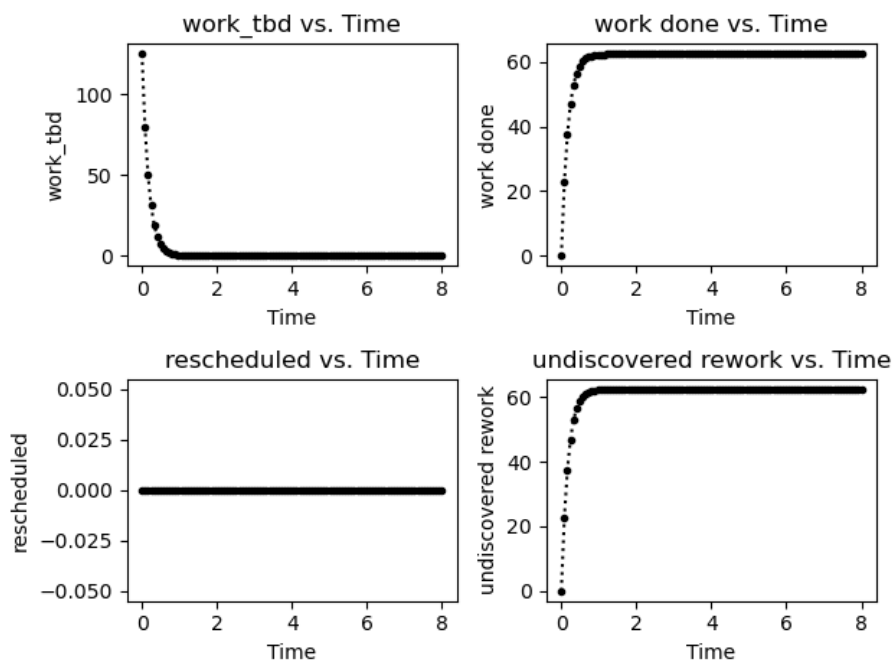 work_tbd vs. Time
work_tbd
100
50
0
0 2 4 6 8
Time
work done vs. Time
work done
60
40
20
0
0 2 4 6 8
Time
rescheduled vs. Time
rescheduled
0.050
0.025
0.000
−0.025
−0.050
0 2 4 6 8
Time
undiscovered rework vs. Time
undiscovered rework
60
40
20
0
0 2 4 6 8
Time